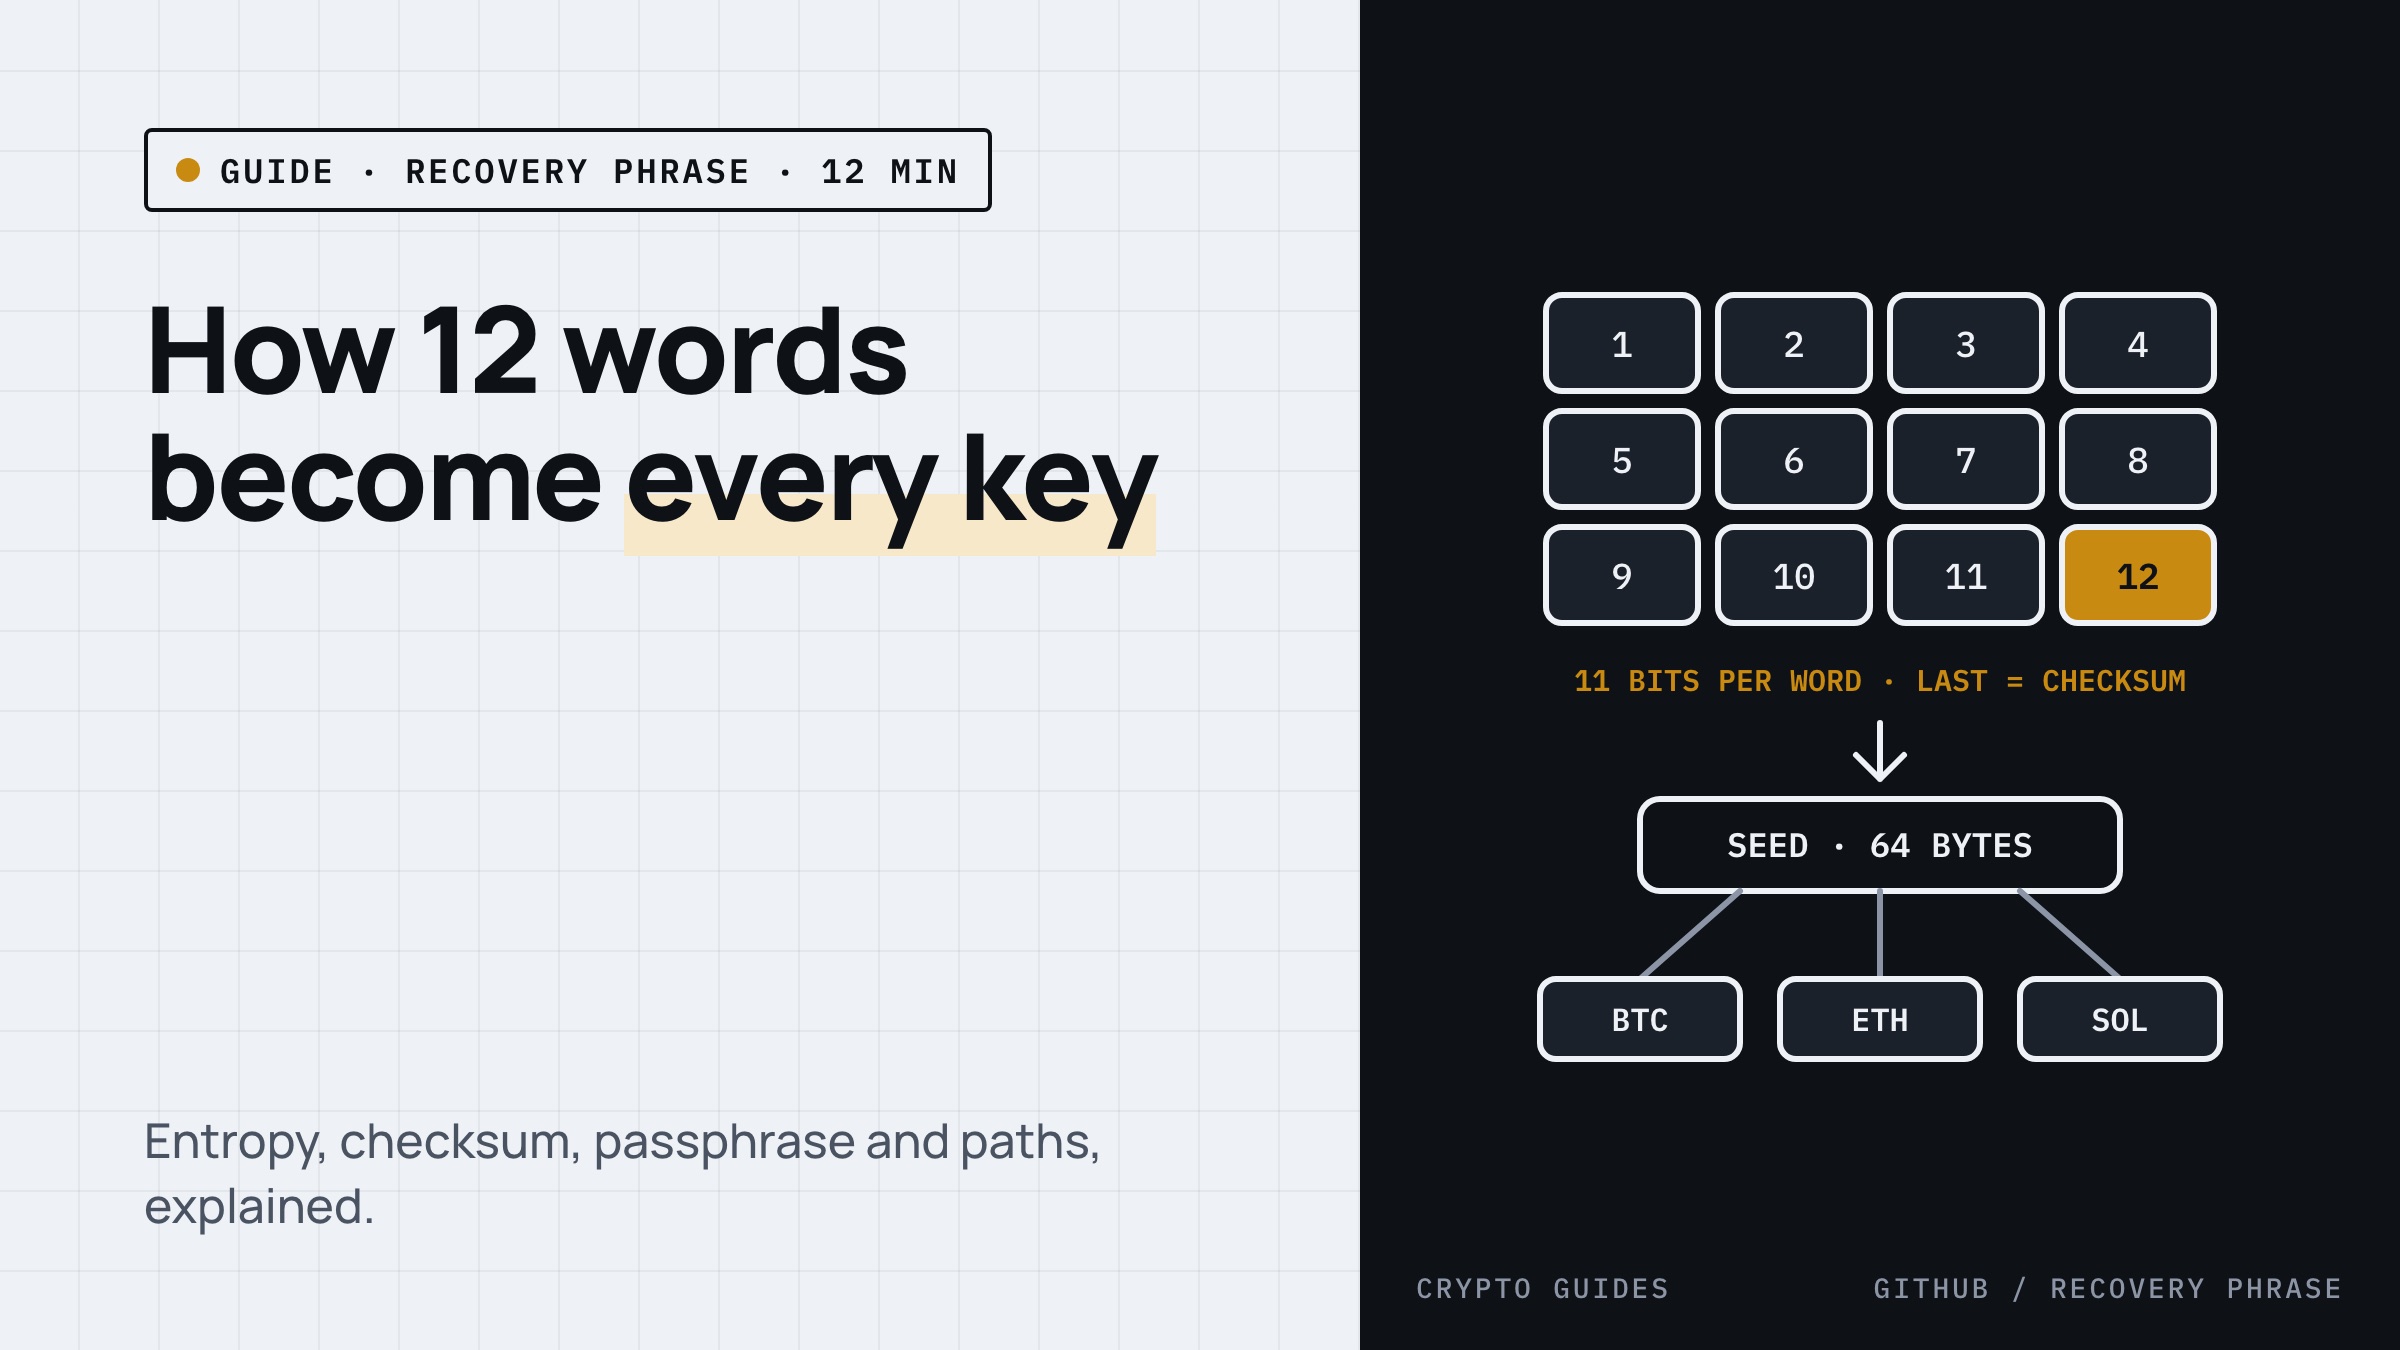 GUIDE · RECOVERY PHRASE · 12 MIN
How 12 words
become every key
Entropy, checksum, passphrase and paths,
explained.
1 2 3 4
5 6 7 8
9 10 11 12
11 BITS PER WORD · LAST = CHECKSUM
SEED · 64 BYTES
BTC ETH SOL
CRYPTO GUIDES
GITHUB / RECOVERY PHRASE